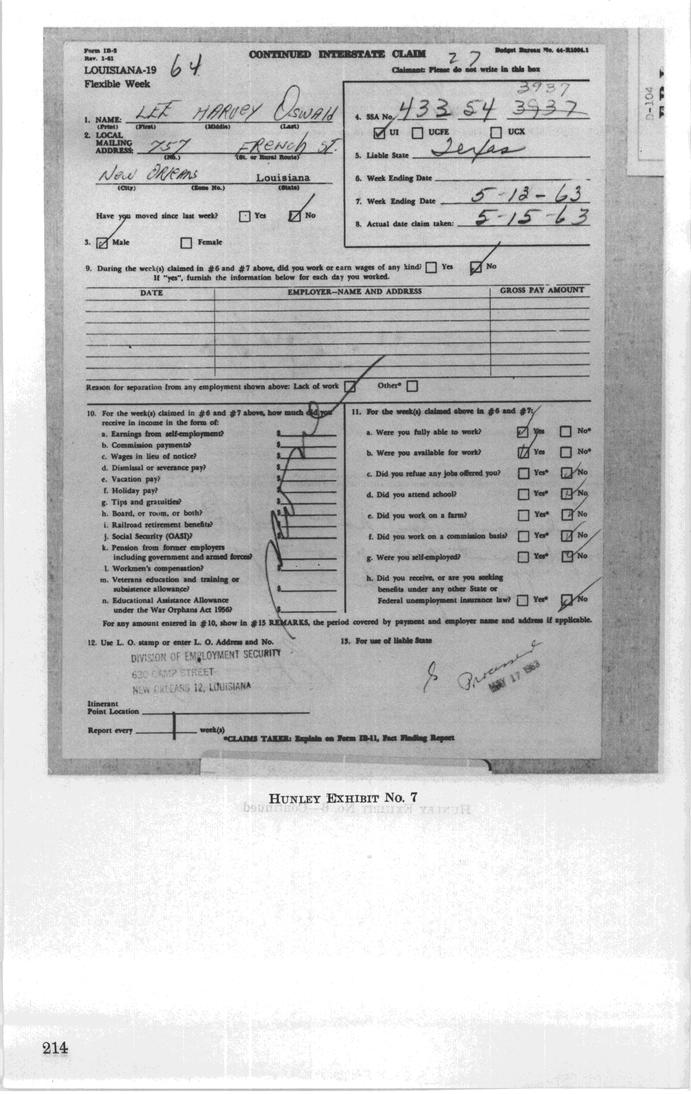 Form IB-2
Rev. 1-61
CONTINUED INTERSTATE CLAIM
27
Budget Bureau No. 44-R1084.1
LOUISIANA-19 64
Claimant: Please do not write in this box
Flexible Week
3937
1. NAME: LEE HARVEY OSWALD
(Print) (First) (Middle) (Last)
4. SSA No. 433 54 3937
2. LOCAL MAILING ADDRESS: 757 FRENCH ST.
(No.) (St. or Rural Route)
UI UCFE UCX
5. Liable State Texas
NEW ORLEANS Louisiana
(City) (Zone No.) (State)
6. Week Ending Date
7. Week Ending Date 5-12-63
Have you moved since last week? Yes No
8. Actual date claim taken: 5-15-63
3. Male Female
9. During the week(s) claimed in #6 and #7 above, did you work or earn wages of any kind? Yes No
If "yes", furnish the information below for each day you worked.
DATE EMPLOYER—NAME AND ADDRESS GROSS PAY AMOUNT
Reason for separation from any employment shown above: Lack of work Other*
10. For the week(s) claimed in #6 and #7 above, how much did you
receive in income in the form of:
a. Earnings from self-employment? $
b. Commission payments? $
c. Wages in lieu of notice? $
d. Dismissal or severance pay? $
e. Vacation pay? $
f. Holiday pay? $
g. Tips and gratuities? $
h. Board, or room, or both? $
i. Railroad retirement benefits? $
j. Social Security (OASI)? $
k. Pension from former employers
including government and armed forces? $
l. Workmen's compensation? $
m. Veterans education and training or
subsistence allowance? $
n. Educational Assistance Allowance
under the War Orphans Act 1956? $
11. For the week(s) claimed above in #6 and #7:
a. Were you fully able to work? Yes No*
b. Were you available for work? Yes No*
c. Did you refuse any jobs offered you? Yes* No
d. Did you attend school? Yes* No
e. Did you work on a farm? Yes* No
f. Did you work on a commission basis? Yes* No
g. Were you self-employed? Yes* No
h. Did you receive, or are you seeking
benefits under any other State or
Federal unemployment insurance law? Yes* No
For any amount entered in #10, show in #15 REMARKS, the period covered by payment and employer name and address if applicable.
12. Use L. O. stamp or enter L. O. Address and No.
13. For use of liable State
DIVISION OF EMPLOYMENT SECURITY
630 CAMP STREET
NEW ORLEANS 12, LOUISIANA
Processed
MAY 17 1963
Itinerant
Point Location
Report every week(s)
*CLAIMS TAKER: Explain on Form IB-11, Fact Finding Report
D-104
HUNLEY EXHIBIT No. 7
214